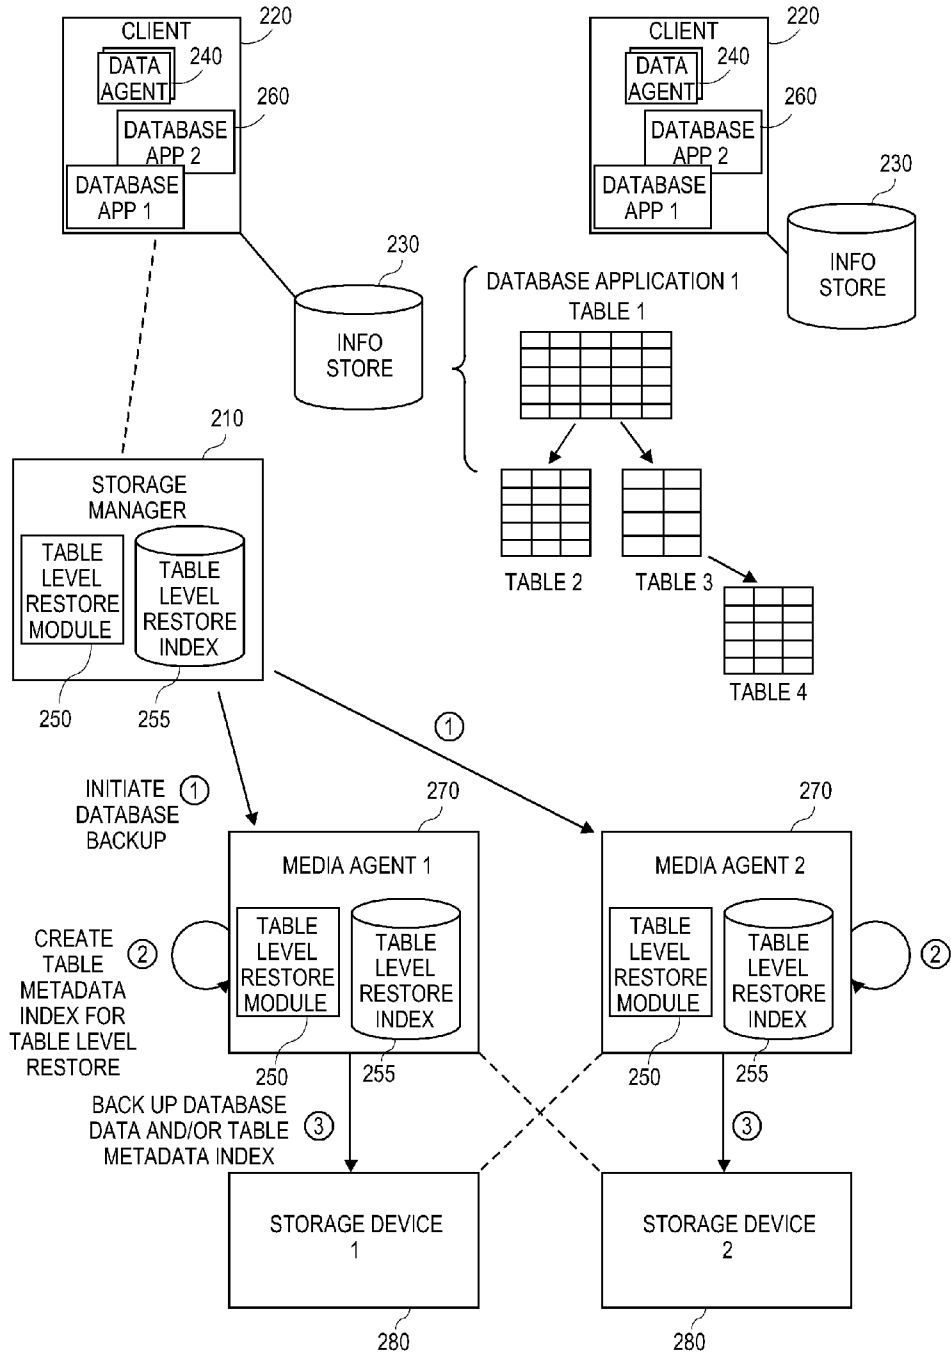 220
CLIENT
240
DATA
AGENT
260
DATABASE
APP 2
DATABASE
APP 1
220
CLIENT
240
DATA
AGENT
260
DATABASE
APP 2
DATABASE
APP 1
230
INFO
STORE
230
INFO
STORE
DATABASE APPLICATION 1
TABLE 1
TABLE 2
TABLE 3
TABLE 4
210
STORAGE
MANAGER
TABLE
LEVEL
RESTORE
MODULE
TABLE
LEVEL
RESTORE
INDEX
250
255
1
INITIATE
DATABASE
BACKUP
1
270
MEDIA AGENT 1
TABLE
LEVEL
RESTORE
MODULE
TABLE
LEVEL
RESTORE
INDEX
250
255
270
MEDIA AGENT 2
TABLE
LEVEL
RESTORE
MODULE
TABLE
LEVEL
RESTORE
INDEX
250
255
CREATE
TABLE
METADATA
INDEX FOR
TABLE LEVEL
RESTORE
2
2
BACK UP DATABASE
DATA AND/OR TABLE
METADATA INDEX
3
3
STORAGE DEVICE
1
280
STORAGE DEVICE
2
280